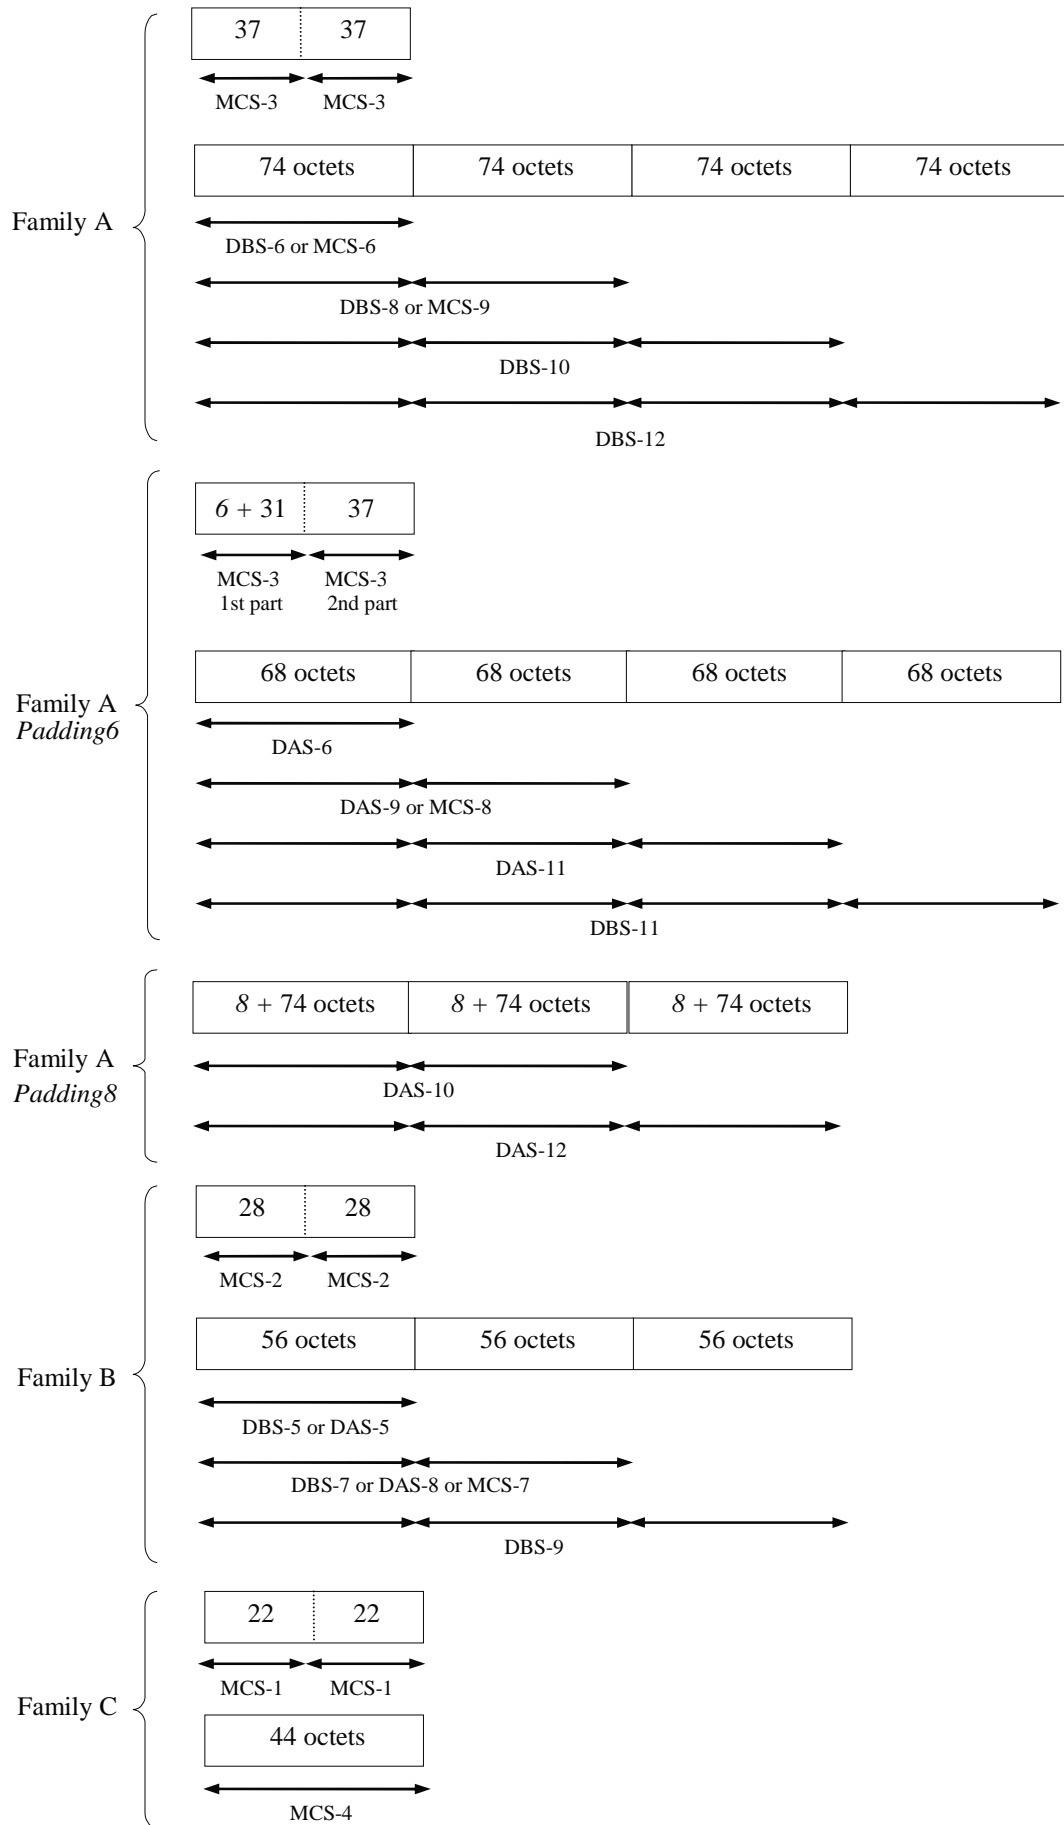 37 37
MCS-3 MCS-3
74 octets 74 octets 74 octets 74 octets
Family A
DBS-6 or MCS-6
DBS-8 or MCS-9
DBS-10
DBS-12
6 + 31 37
MCS-3 MCS-3
1st part 2nd part
68 octets 68 octets 68 octets 68 octets
Family A
Padding6
DAS-6
DAS-9 or MCS-8
DAS-11
DBS-11
8 + 74 octets 8 + 74 octets 8 + 74 octets
Family A
Padding8
DAS-10
DAS-12
28 28
MCS-2 MCS-2
56 octets 56 octets 56 octets
Family B
DBS-5 or DAS-5
DBS-7 or DAS-8 or MCS-7
DBS-9
22 22
MCS-1 MCS-1
Family C
44 octets
MCS-4